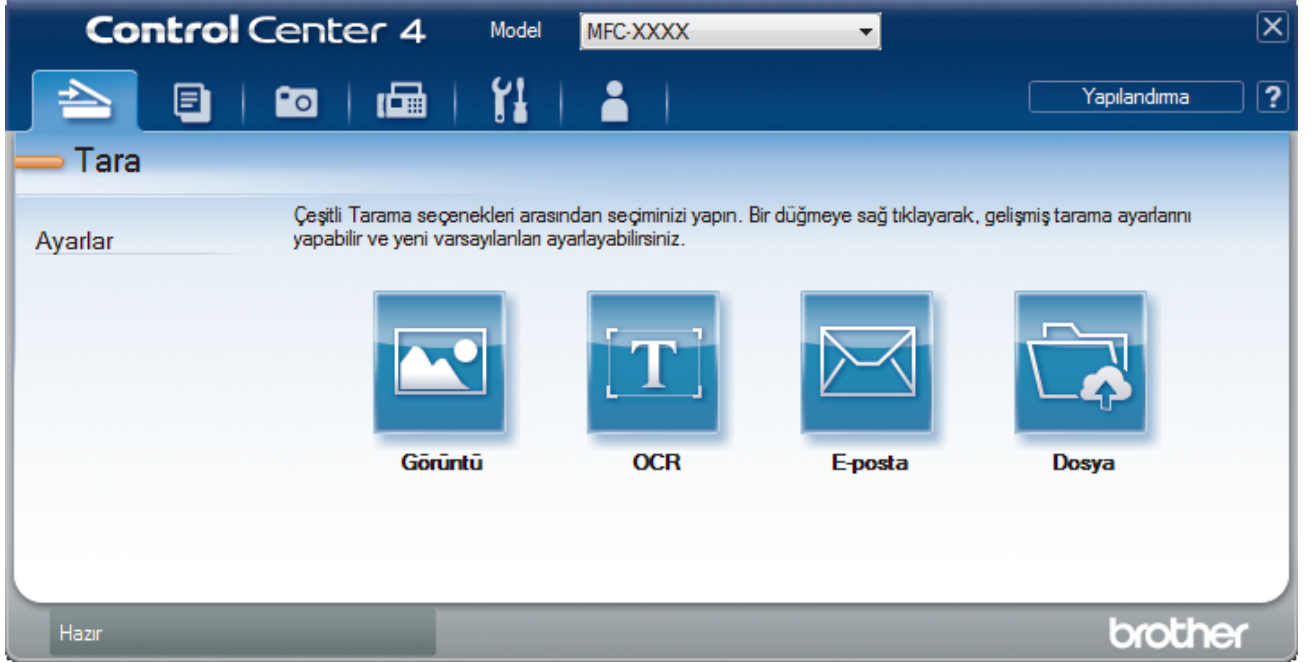 Control Center 4 Model MFC-XXXX
Yapılandırma ?
Tara
Ayarlar
Çeşitli Tarama seçenekleri arasından seçiminizi yapın. Bir düğmeye sağ tıklayarak, gelişmiş tarama ayarlarını
yapabilir ve yeni varsayılanları ayarlayabilirsiniz.
T
Görüntü OCR E-posta Dosya
Hazır brother